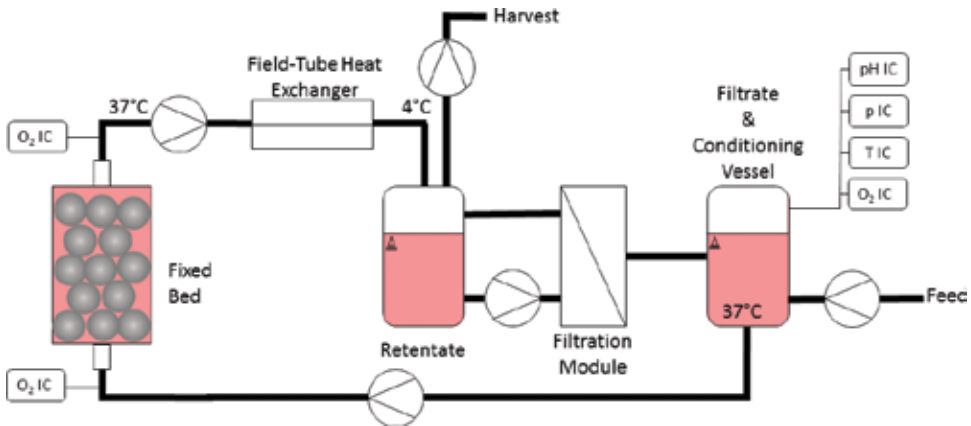 Harvest
Field-Tube Heat
Exchanger
37°C
4°C
O₂ IC
Filtrate
&
Conditioning
Vessel
pH IC
p IC
T IC
O₂ IC
Fixed
Bed
37°C
Feed
Retentate
Filtration
Module
O₂ IC